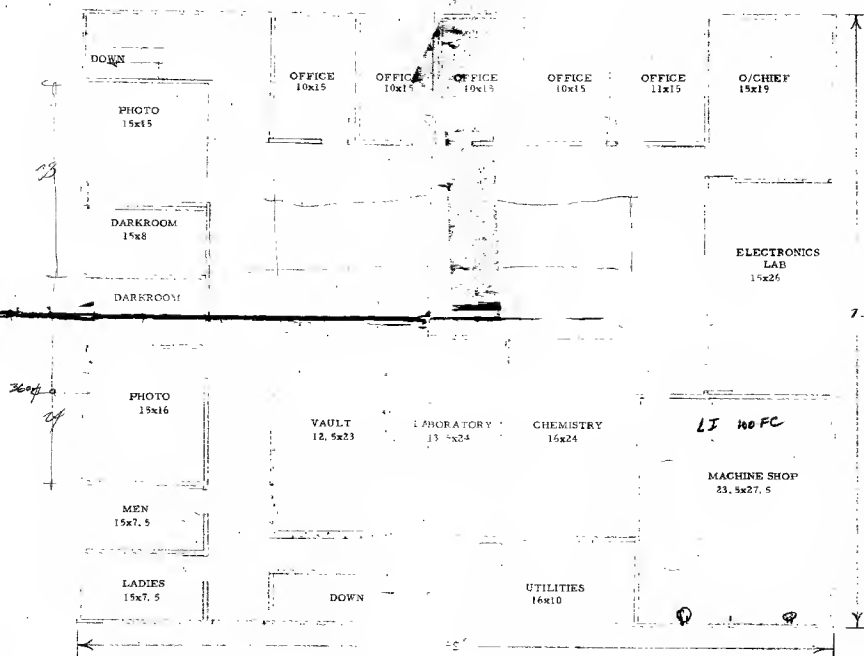 DOWN
OFFICE
10x15
OFFICE
10x15
OFFICE
10x15
OFFICE
10x15
OFFICE
11x15
O/CHIEF
15x19
PHOTO
15x15
DARKROOM
15x8
ELECTRONICS
LAB
15x26
DARKROOM
PHOTO
15x16
VAULT
12.5x23
LABORATORY
CHEMISTRY
16x24
LI 100 FC
MACHINE SHOP
23.5x27.5
MEN
15x7.5
LADIES
15x7.5
DOWN
UTILITIES
16x10